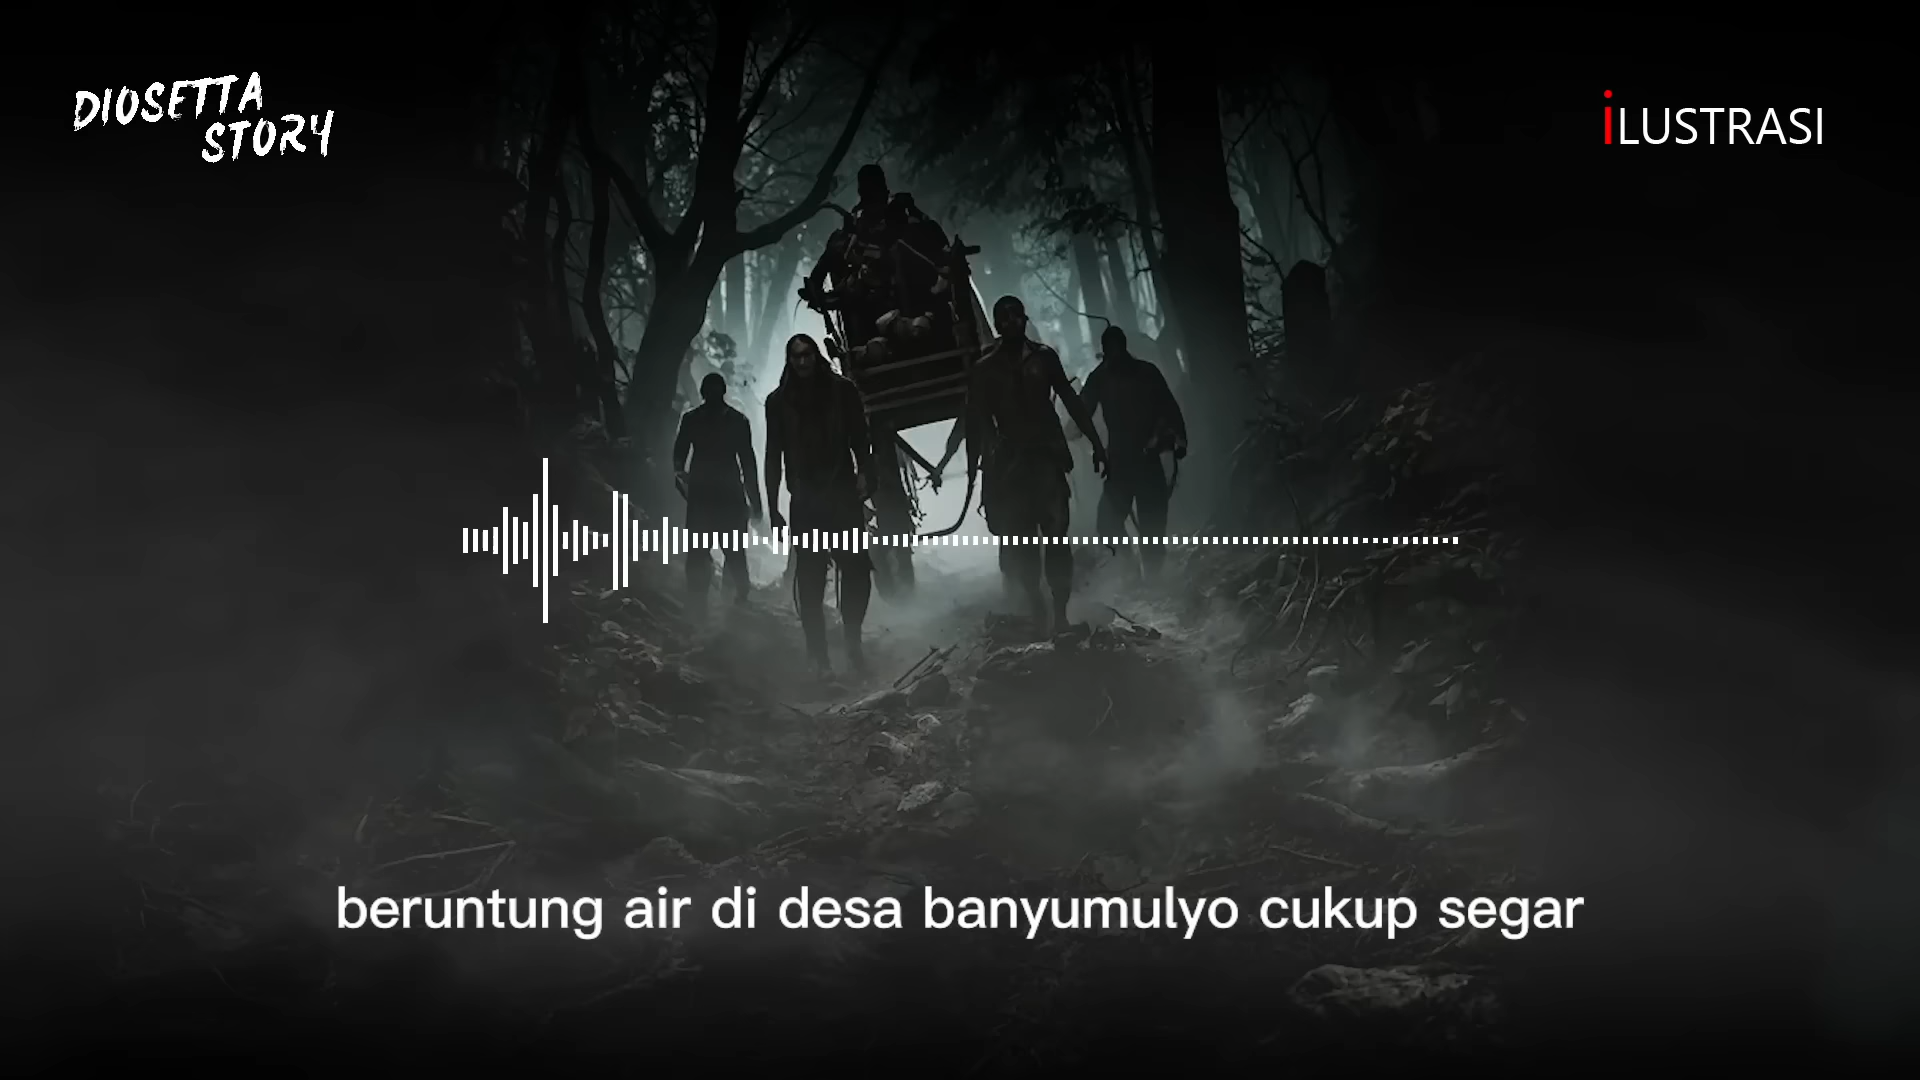 DIOSETTA
STORY
iLUSTRASI
beruntung air di desa banyumulyo cukup segar